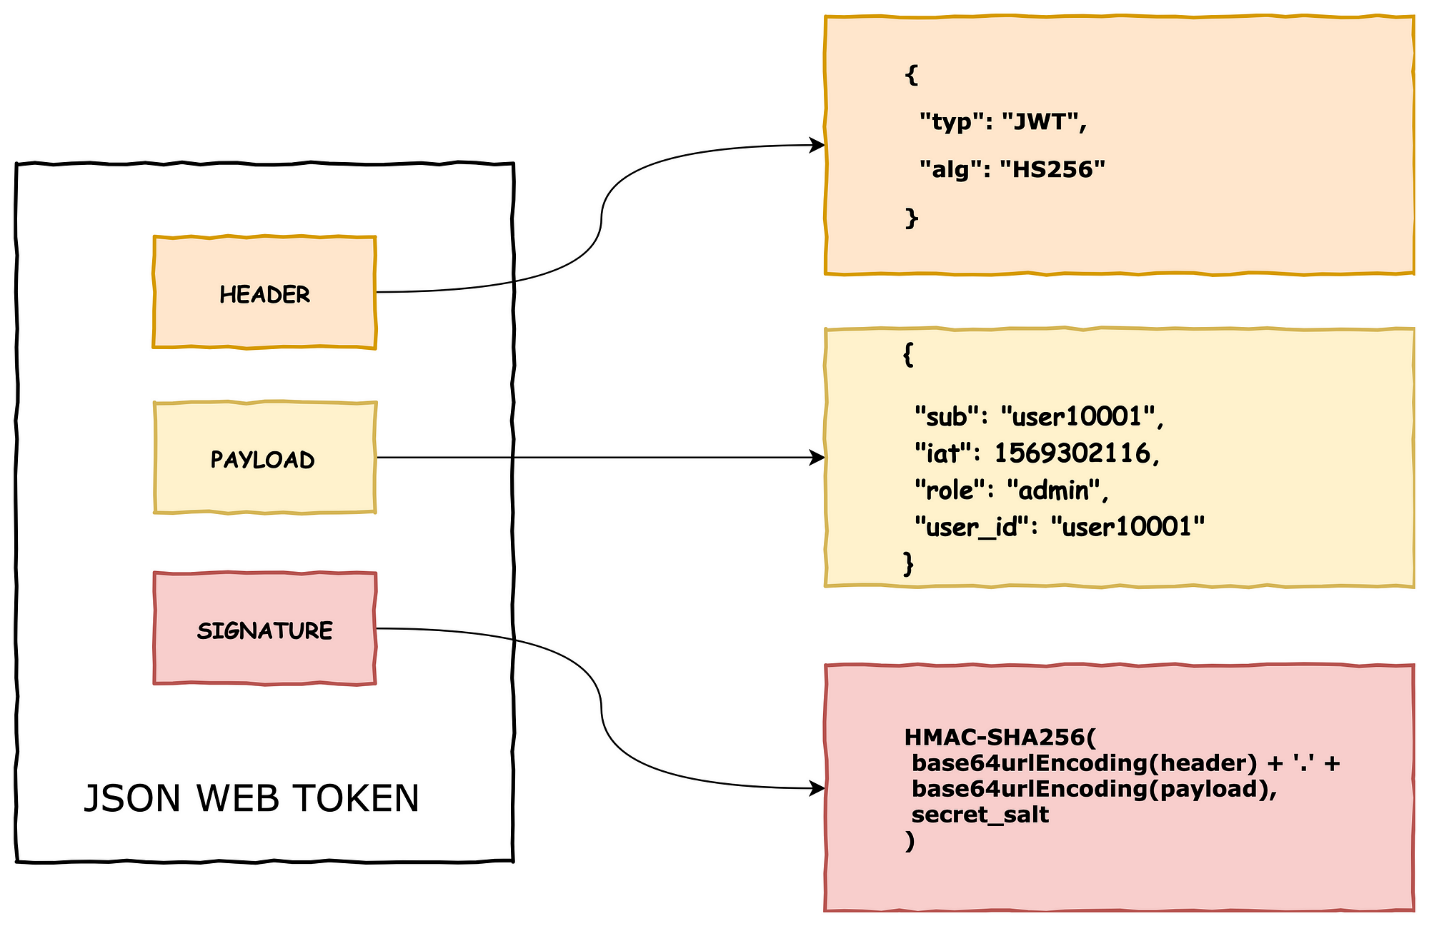 HEADER
PAYLOAD
SIGNATURE
JSON WEB TOKEN
{
"typ": "JWT",
"alg": "HS256"
}
{
"sub": "user10001",
"iat": 1569302116,
"role": "admin",
"user_id": "user10001"
}
HMAC-SHA256(
base64urlEncoding(header) + '.' +
base64urlEncoding(payload),
secret_salt
)